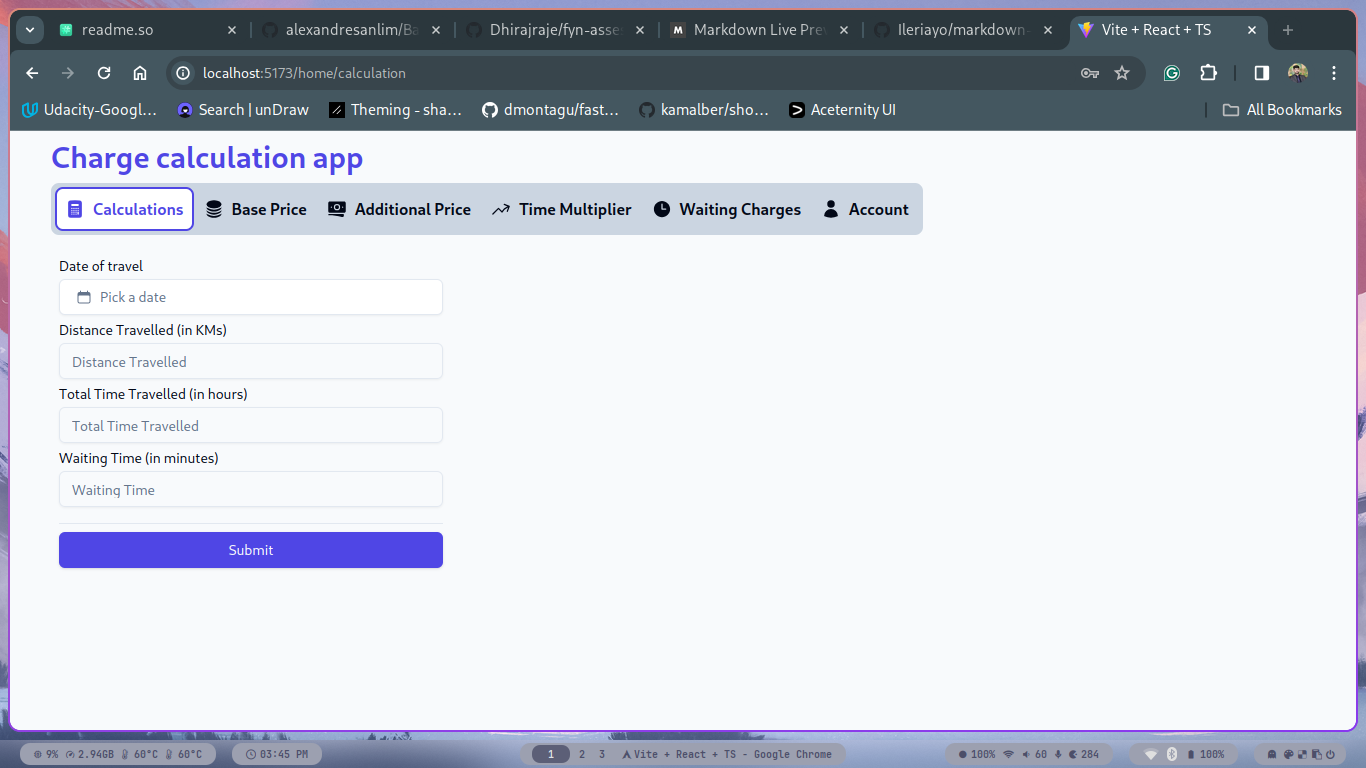 readme.so
alexandresanlim/Ba
Dhirajraje/fyn-asse
Markdown Live Prev
Ileriayo/markdown-
Vite + React + TS
localhost:5173/home/calculation
Udacity-Googl...
Search | unDraw
Theming - sha...
dmontagu/fast...
kamalber/sho...
Aceternity UI
All Bookmarks
Charge calculation app
Calculations
Base Price
Additional Price
Time Multiplier
Waiting Charges
Account
Date of travel
Pick a date
Distance Travelled (in KMs)
Distance Travelled
Total Time Travelled (in hours)
Total Time Travelled
Waiting Time (in minutes)
Waiting Time
Submit
9% 2.94GB 60°C 60°C
03:45 PM
1 2 3
Vite + React + TS - Google Chrome
100% 60 284
100%